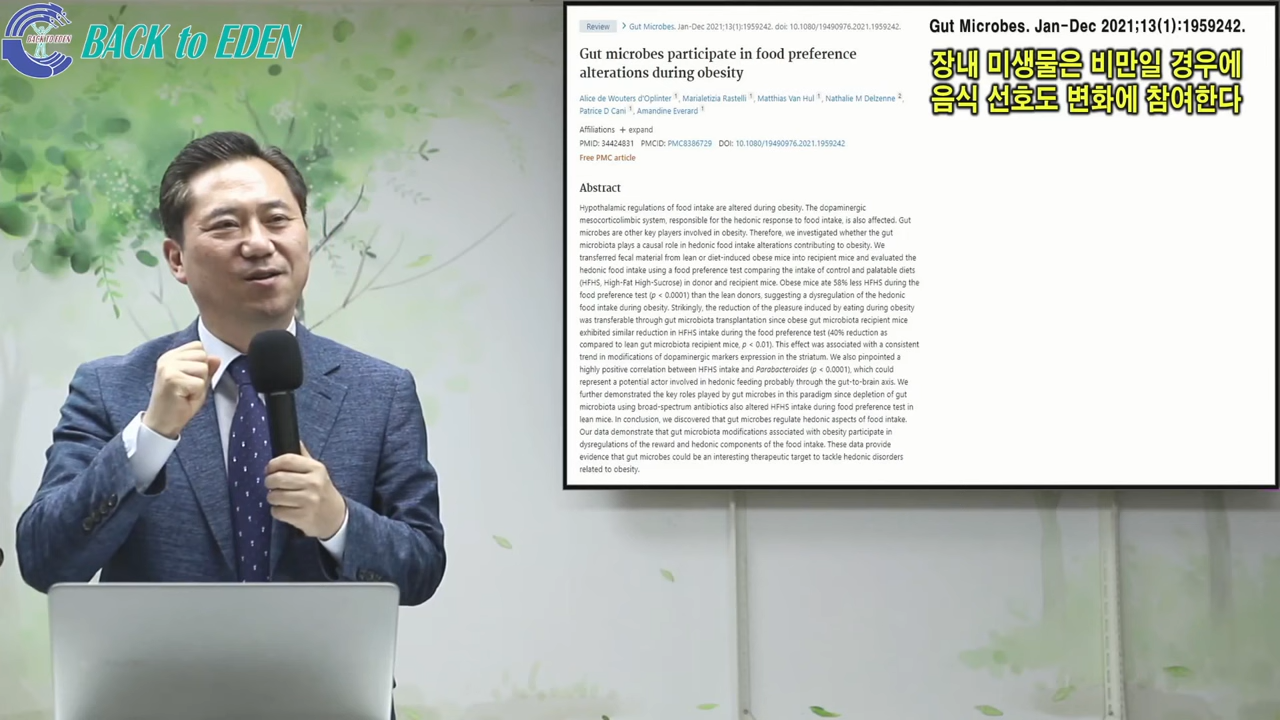 BACK TO EDEN
BACK to EDEN
Review > Gut Microbes. Jan-Dec 2021;13(1):1959242. doi: 10.1080/19490976.2021.1959242.
Gut microbes participate in food preference
alterations during obesity
Alice de Wouters d'Oplinter 1, Marialetizia Rastelli 1, Matthias Van Hul 1, Nathalie M Delzenne 2,
Patrice D Cani 1, Amandine Everard 1
Affiliations + expand
PMID: 34424831 PMCID: PMC8386729 DOI: 10.1080/19490976.2021.1959242
Free PMC article
Abstract
Hypothalamic regulations of food intake are altered during obesity. The dopaminergic
mesocorticolimbic system, responsible for the hedonic response to food intake, is also affected. Gut
microbes are other key players involved in obesity. Therefore, we investigated whether the gut
microbiota plays a causal role in hedonic food intake alterations contributing to obesity. We
transferred fecal material from lean or diet-induced obese mice into recipient mice and evaluated the
hedonic food intake using a food preference test comparing the intake of control and palatable diets
(HFHS, High-Fat High-Sucrose) in donor and recipient mice. Obese mice ate 58% less HFHS during the
food preference test (p < 0.0001) than the lean donors, suggesting a dysregulation of the hedonic
food intake during obesity. Strikingly, the reduction of the pleasure induced by eating during obesity
was transferable through gut microbiota transplantation since obese gut microbiota recipient mice
exhibited similar reduction in HFHS intake during the food preference test (40% reduction as
compared to lean gut microbiota recipient mice, p < 0.01). This effect was associated with a consistent
trend in modifications of dopaminergic markers expression in the striatum. We also pinpointed a
highly positive correlation between HFHS intake and Parabacteroides (p < 0.0001), which could
represent a potential actor involved in hedonic feeding probably through the gut-to-brain axis. We
further demonstrated the key roles played by gut microbes in this paradigm since depletion of gut
microbiota using broad-spectrum antibiotics also altered HFHS intake during food preference test in
lean mice. In conclusion, we discovered that gut microbes regulate hedonic aspects of food intake.
Our data demonstrate that gut microbiota modifications associated with obesity participate in
dysregulations of the reward and hedonic components of the food intake. These data provide
evidence that gut microbes could be an interesting therapeutic target to tackle hedonic disorders
related to obesity.
Gut Microbes. Jan-Dec 2021;13(1):1959242.
장내 미생물은 비만일 경우에
음식 선호도 변화에 참여한다